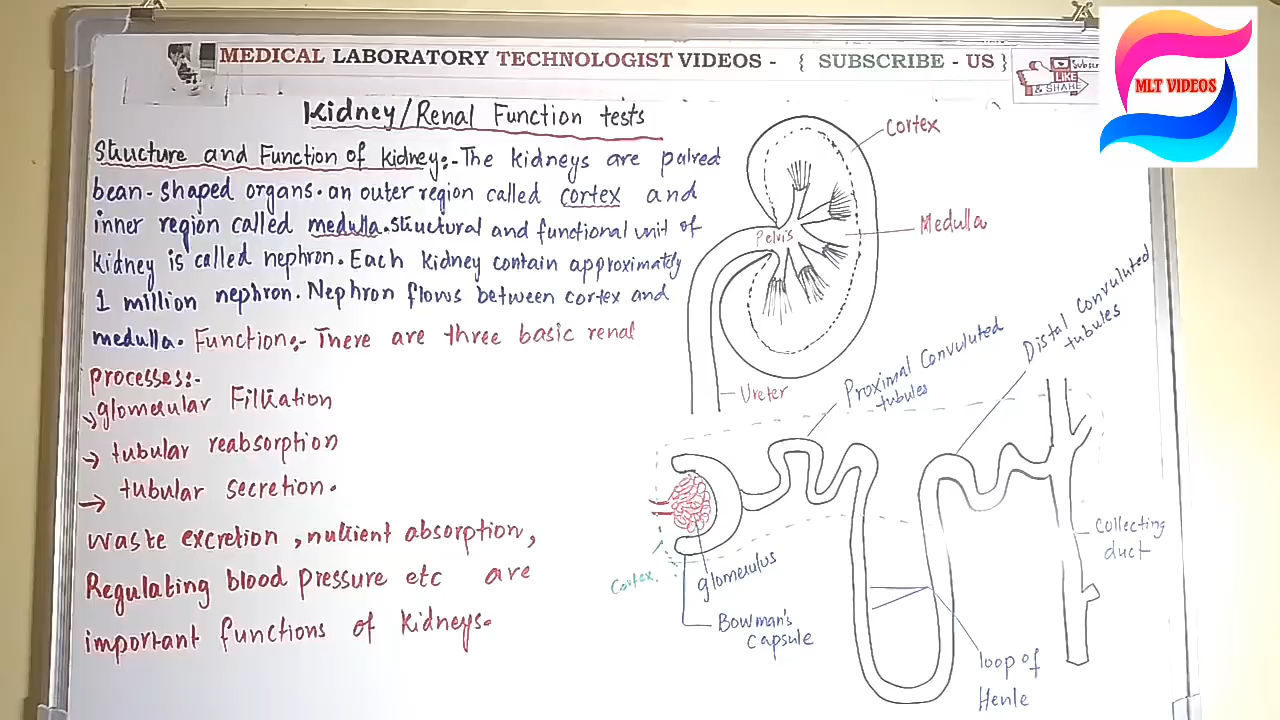 MEDICAL LABORATORY TECHNOLOGIST VIDEOS - { SUBSCRIBE - US }
Subscr
LIKE
& SHARE
MLT VIDEOS
Kidney/Renal Function tests
Structure and Function of kidney:- The kidneys are paired
bean-shaped organs. an outer region called cortex and
inner region called medulla. structural and functional unit of
kidney is called nephron. Each kidney contain approximately
1 million nephron. Nephron flows between cortex and
medulla. Function:- There are three basic renal
processes:-
→ glomerular Filtration
→ tubular reabsorption
→ tubular secretion.
waste excretion, nutrient absorption,
Regulating blood pressure etc are
important functions of kidneys.
Cortex
Medulla
Pelvis
Ureter
Proximal Convoluted
tubules
Distal Convoluted
tubules
Collecting
duct
Cortex.
glomerulus
Bowman's
capsule
loop of
Henle